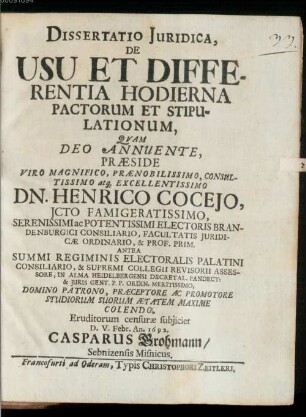 DISSERTATIO JURIDICA,
DE
USU ET DIFFE-
RENTIA HODIERNA
PACTORUM ET STIPU-
LATIONUM,
QVAM
DEO ANNUENTE,
PRÆSIDE
VIRO MAGNIFICO, PRÆNOBILISSIMO, CONSUL-
TISSIMO atq; EXCELLENTISSIMO
DN. HENRICO COCEJO,
JCTO FAMIGERATISSIMO,
SERENISSIMI ac POTENTISSIMI ELECTORIS BRAN-
DENBURGICI CONSILIARIO, FACULTATIS JURIDI-
CÆ ORDINARIO, & PROF. PRIM.
ANTEA
SUMMI REGIMINIS ELECTORALIS PALATINI
CONSILIARIO, & SUPREMI COLLEGII REVISORII ASSES-
SORE, IN ALMA HEIDELBERGENSI DECRETAL. PANDECT:
& JURIS GENT. P. P. ORDIN. MERITISSIMO,
DOMINO PATRONO, PRÆCEPTORE AC PROMOTORE
STUDIORUM SUORUM ÆTATEM MAXIME
COLENDO,
Eruditorum censuræ subjiciet
D. V. Febr. An. 1692.
CASPARUS Brohmann/
Sebnizensis Misnicus.
Francofurti ad Oderam, Typis CHRISTOPHORI ZEITLERI.